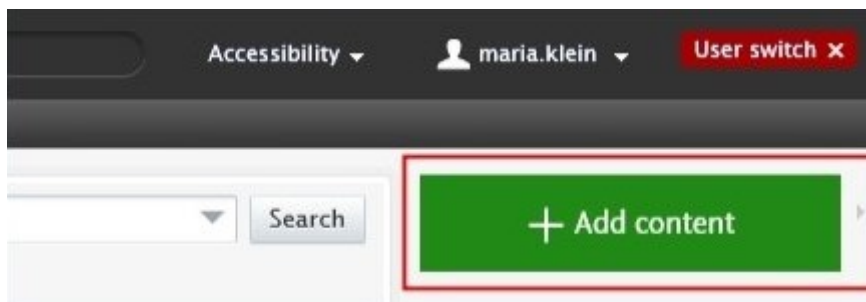 Accessibility maria.klein User switch ×
Search + Add content